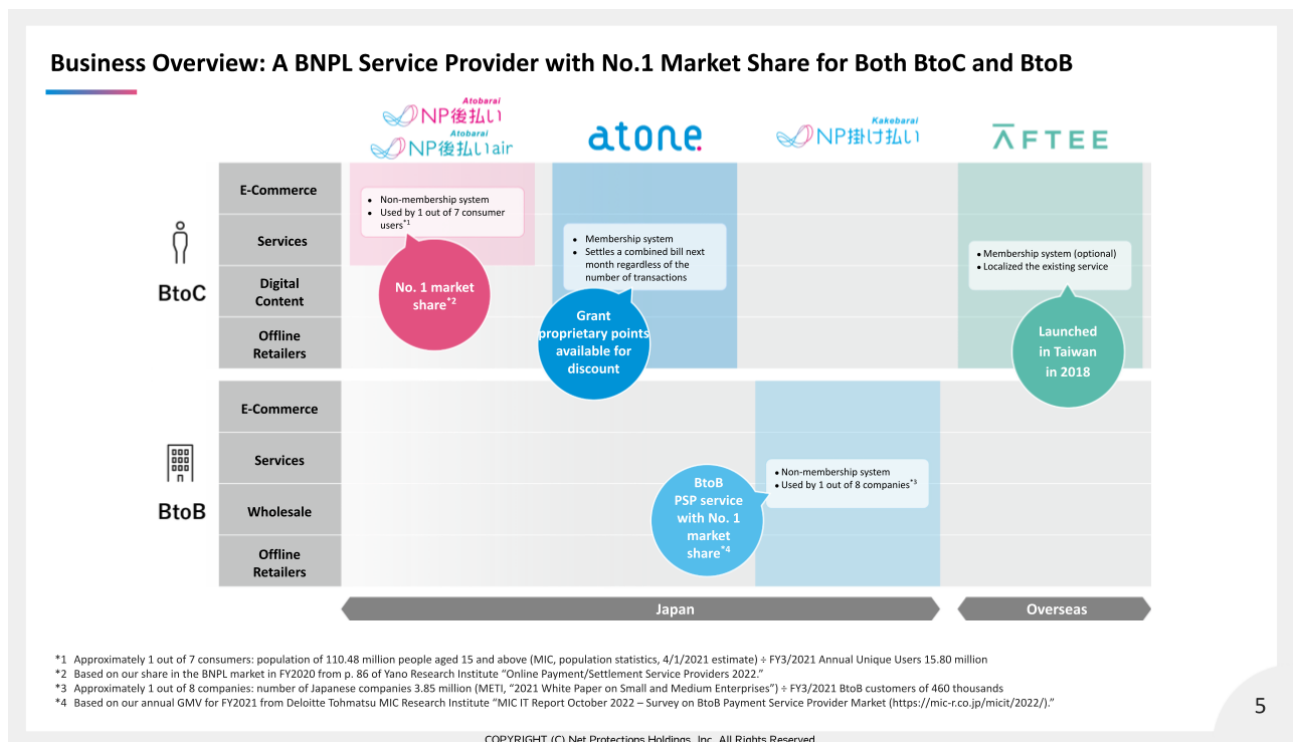 Business Overview: A BNPL Service Provider with No.1 Market Share for Both BtoC and BtoB
Atobarai
NP後払い
Atobarai
NP後払いair
atone.
Kakebarai
NP掛け払い
AFTEE
BtoC
E-Commerce
Services
Digital
Content
Offline
Retailers
• Non-membership system
• Used by 1 out of 7 consumer
users*1
No. 1 market
share*2
• Membership system
• Settles a combined bill next
month regardless of the
number of transactions
Grant
proprietary points
available for
discount
• Membership system (optional)
• Localized the existing service
Launched
in Taiwan
in 2018
BtoB
E-Commerce
Services
Wholesale
Offline
Retailers
BtoB
PSP service
with No. 1
market
share*4
• Non-membership system
• Used by 1 out of 8 companies*3
Japan
Overseas
*1 Approximately 1 out of 7 consumers: population of 110.48 million people aged 15 and above (MIC, population statistics, 4/1/2021 estimate) ÷ FY3/2021 Annual Unique Users 15.80 million
*2 Based on our share in the BNPL market in FY2020 from p. 86 of Yano Research Institute “Online Payment/Settlement Service Providers 2022.”
*3 Approximately 1 out of 8 companies: number of Japanese companies 3.85 million (METI, “2021 White Paper on Small and Medium Enterprises”) ÷ FY3/2021 BtoB customers of 460 thousands
*4 Based on our annual GMV for FY2021 from Deloitte Tohmatsu MIC Research Institute “MIC IT Report October 2022 – Survey on BtoB Payment Service Provider Market (https://mic-r.co.jp/micit/2022/).”
5
COPYRIGHT (C) Net Protections Holdings, Inc. All Rights Reserved